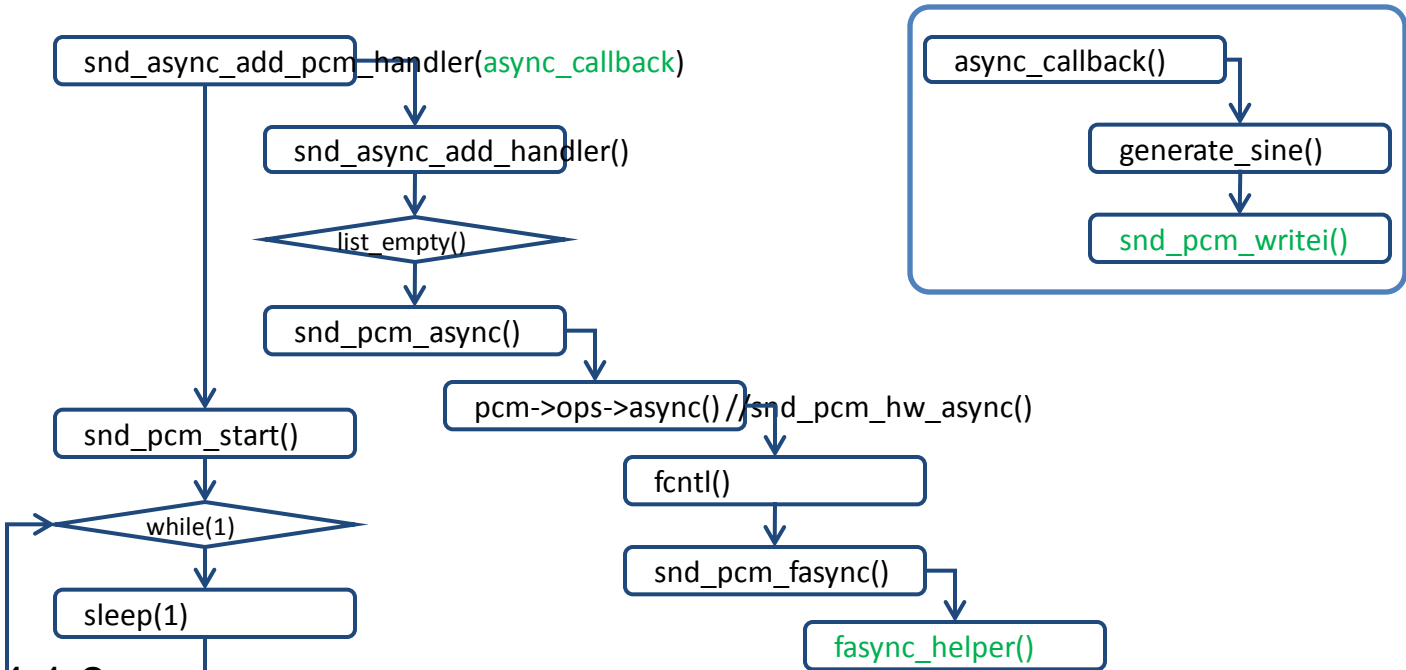 snd_async_add_pcm_handler(async_callback)
snd_async_add_handler()
list_empty()
snd_pcm_async()
pcm->ops->async() //snd_pcm_hw_async()
snd_pcm_start()
fcntl()
while(1)
snd_pcm_fasync()
sleep(1)
fasync_helper()
async_callback()
generate_sine()
snd_pcm_writei()